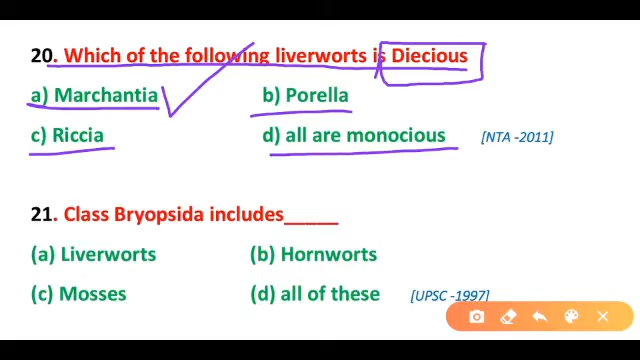 20. Which of the following liverworts is Diecious
a) Marchantia b) Porella
c) Riccia d) all are monocious [NTA -2011]
21. Class Bryopsida includes_____
(a) Liverworts (b) Hornworts
(c) Mosses (d) all of these [UPSC -1997]